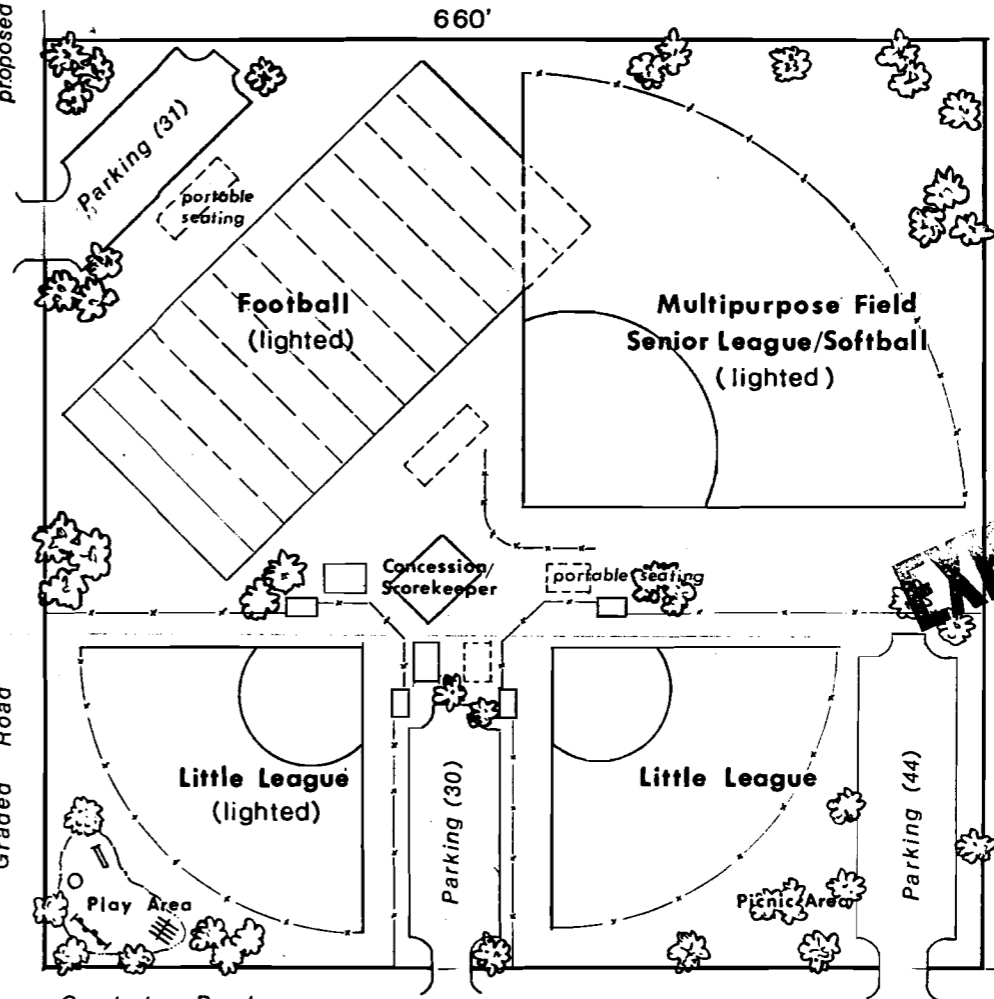 660'
proposed
Parking (31)
portable
seating
Football
(lighted)
Multipurpose Field
Senior League/Softball
(lighted)
Concession/
Scorekeeper
portable seating
Graded Road
Little League
(lighted)
Little League
Parking (30)
Parking (44)
Play Area
Picnic Area